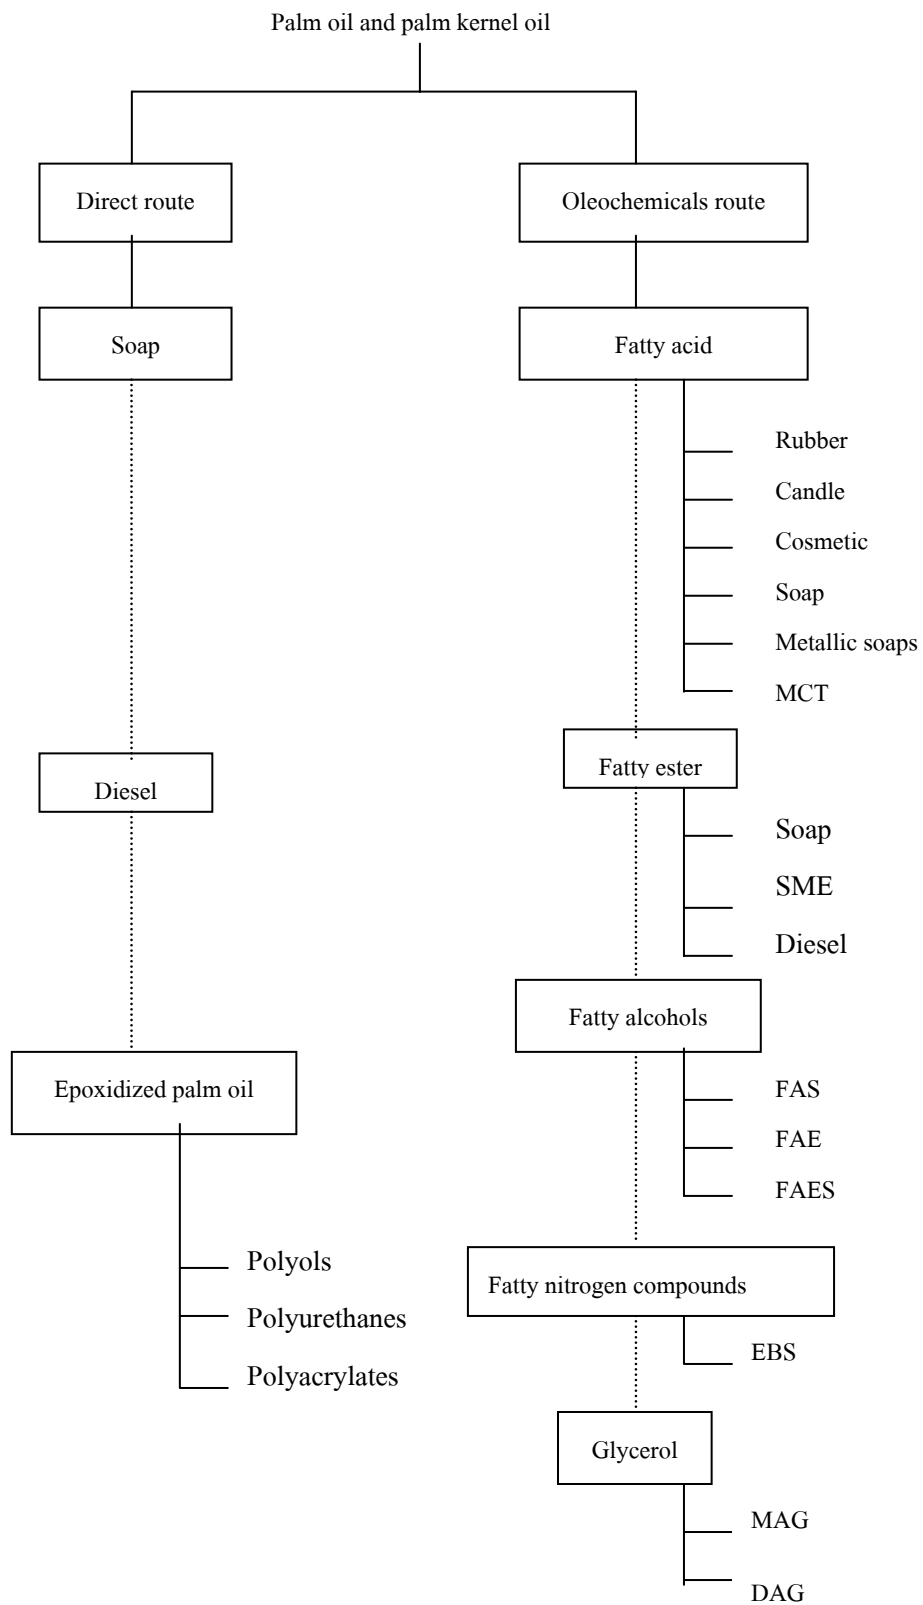 Palm oil and palm kernel oil
Direct route
Oleochemicals route
Soap
Fatty acid
Rubber
Candle
Cosmetic
Soap
Metallic soaps
MCT
Diesel
Fatty ester
Soap
SME
Diesel
Fatty alcohols
Epoxidized palm oil
FAS
FAE
FAES
Polyols
Polyurethanes
Polyacrylates
Fatty nitrogen compounds
EBS
Glycerol
MAG
DAG